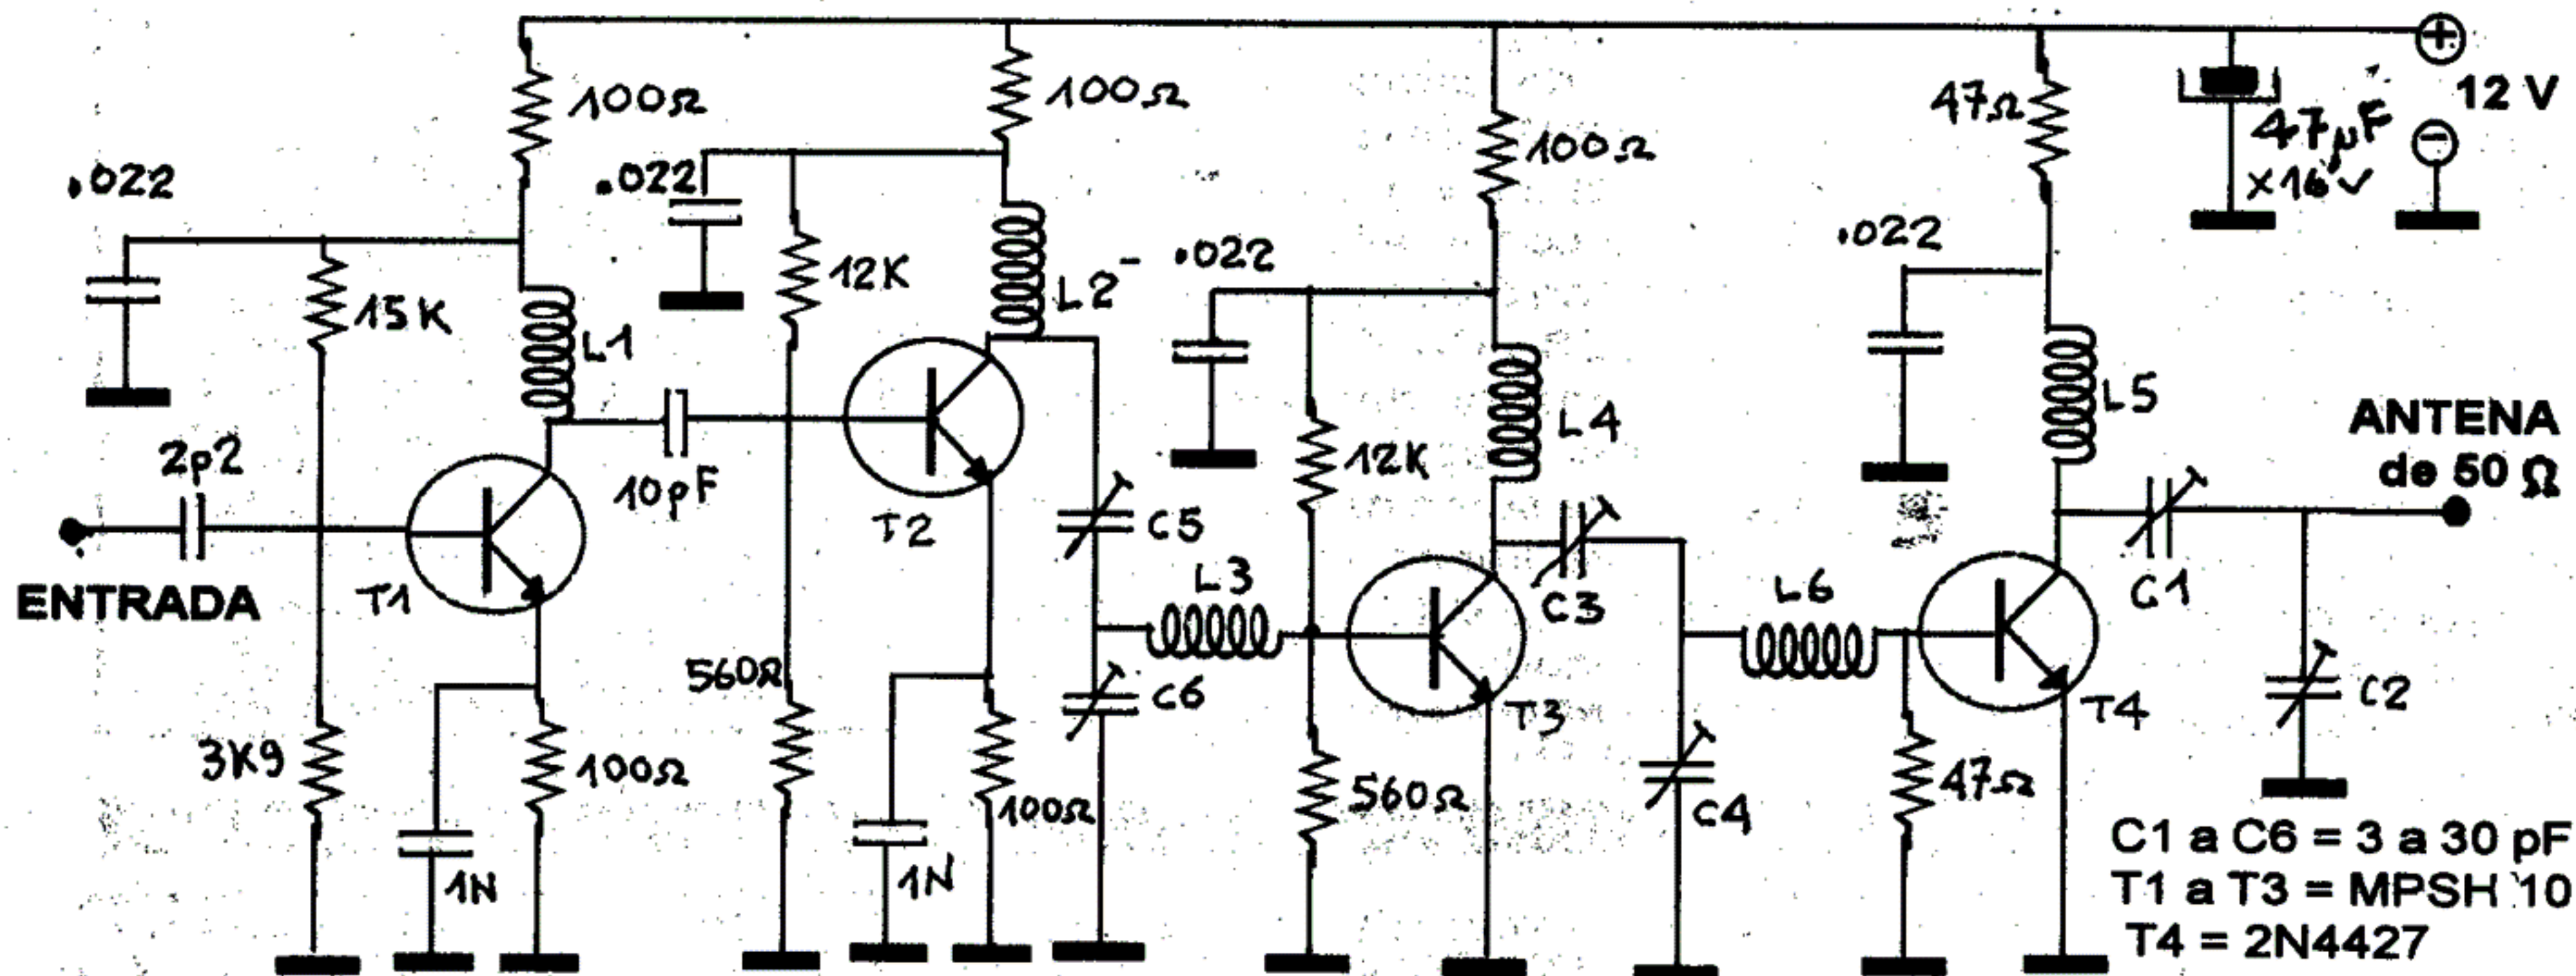 100Ω
100Ω
100Ω
47Ω
+
12 V
-
47µF
x16V
.022
.022
.022
.022
15K
L1
12K
L2
12K
L4
L5
2p2
10pF
ENTRADA
T1
T2
C5
C6
L3
C3
T3
L6
C1
T4
C2
ANTENA
de 50 Ω
3K9
100Ω
1N
560Ω
100Ω
1N
560Ω
C4
47Ω
C1 a C6 = 3 a 30 pF
T1 a T3 = MPSH 10
T4 = 2N4427